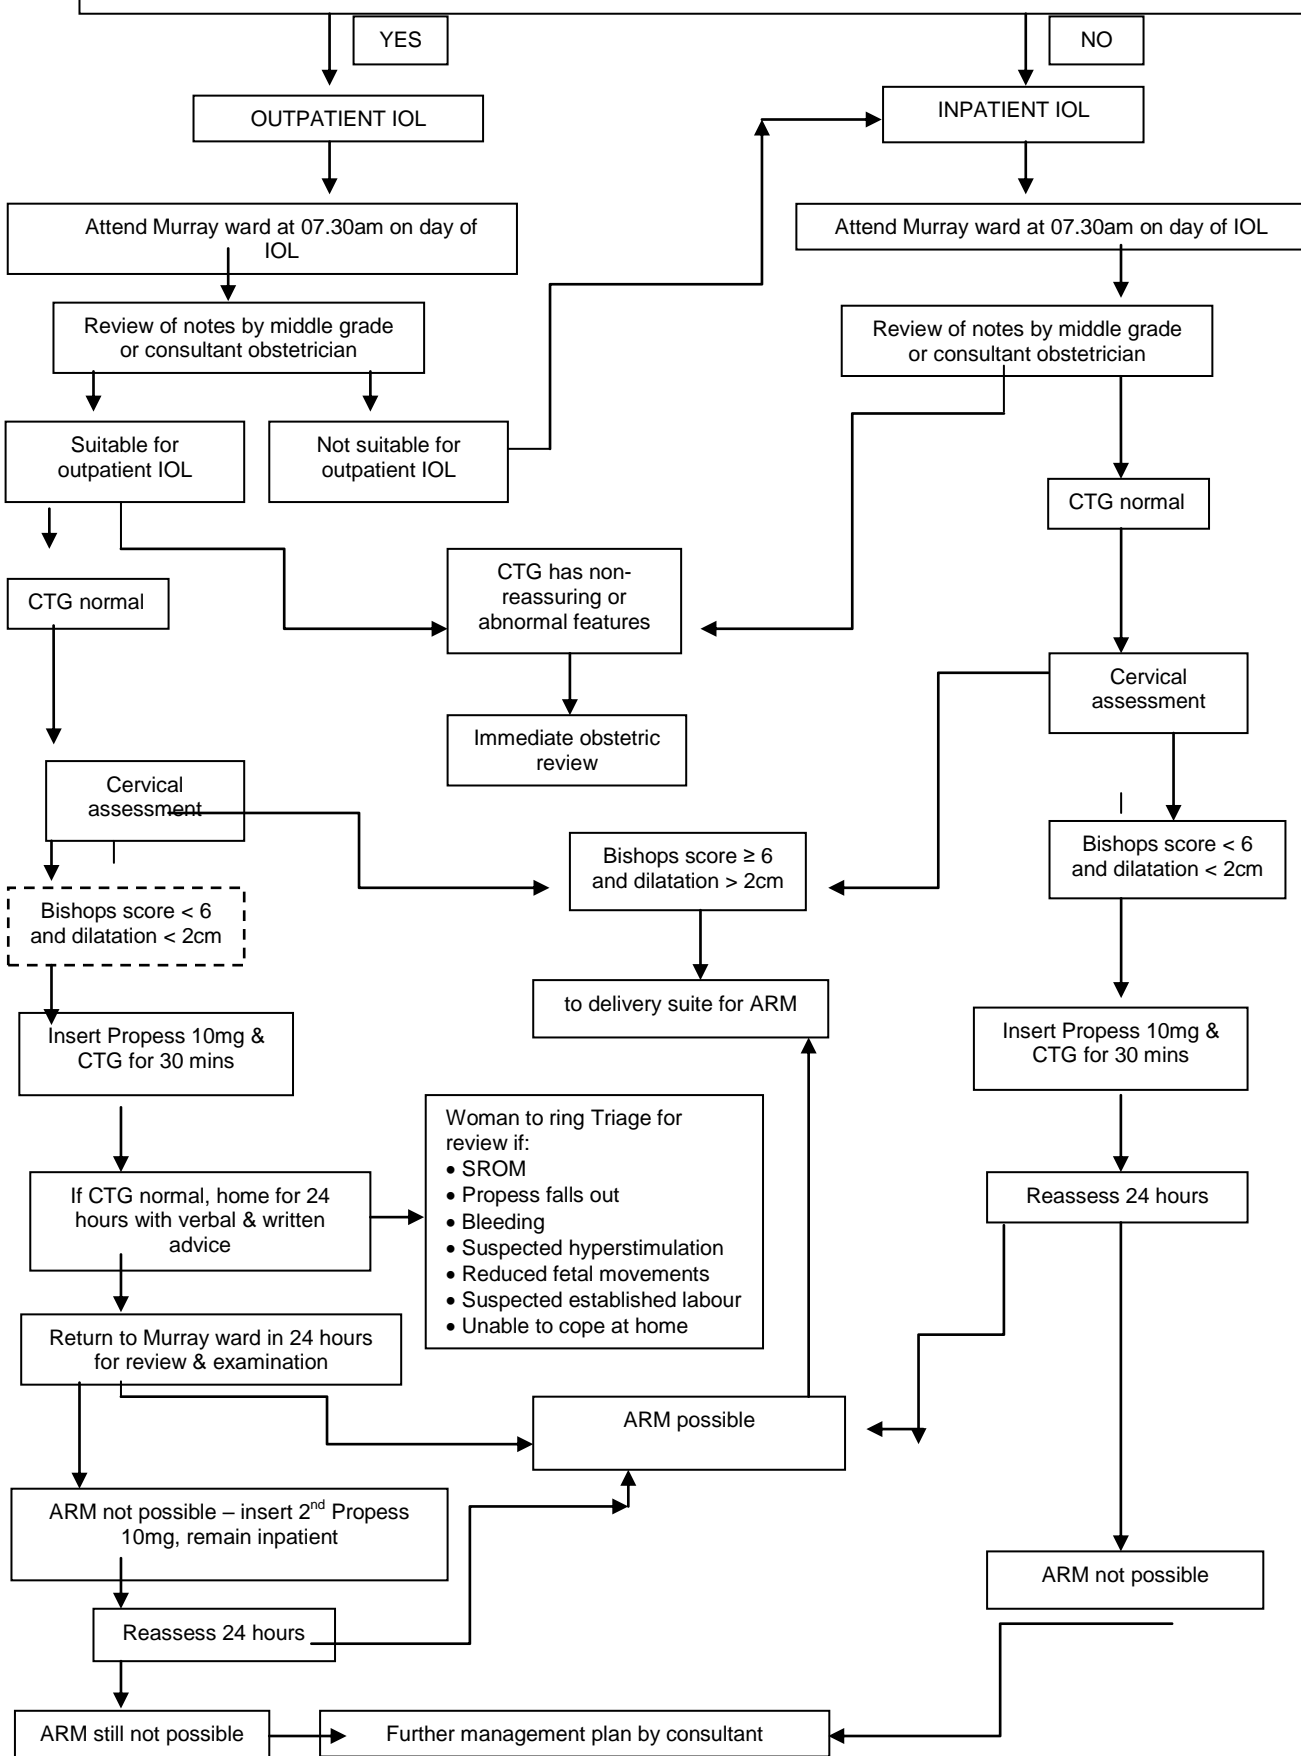 YES
NO
OUTPATIENT IOL
INPATIENT IOL
Attend Murray ward at 07.30am on day of
IOL
Attend Murray ward at 07.30am on day of IOL
Review of notes by middle grade
or consultant obstetrician
Review of notes by middle grade
or consultant obstetrician
Suitable for
outpatient IOL
Not suitable for
outpatient IOL
CTG normal
CTG has non-
reassuring or
abnormal features
CTG normal
Cervical
assessment
Immediate obstetric
review
Cervical
assessment
Bishops score ≥ 6
and dilatation > 2cm
Bishops score < 6
and dilatation < 2cm
Bishops score < 6
and dilatation < 2cm
to delivery suite for ARM
Insert Propess 10mg &
CTG for 30 mins
Insert Propess 10mg &
CTG for 30 mins
Woman to ring Triage for
review if:
• SROM
• Propess falls out
• Bleeding
• Suspected hyperstimulation
• Reduced fetal movements
• Suspected established labour
• Unable to cope at home
If CTG normal, home for 24
hours with verbal & written
advice
Reassess 24 hours
Return to Murray ward in 24 hours
for review & examination
ARM possible
ARM not possible – insert 2nd Propess
10mg, remain inpatient
ARM not possible
Reassess 24 hours
ARM still not possible
Further management plan by consultant